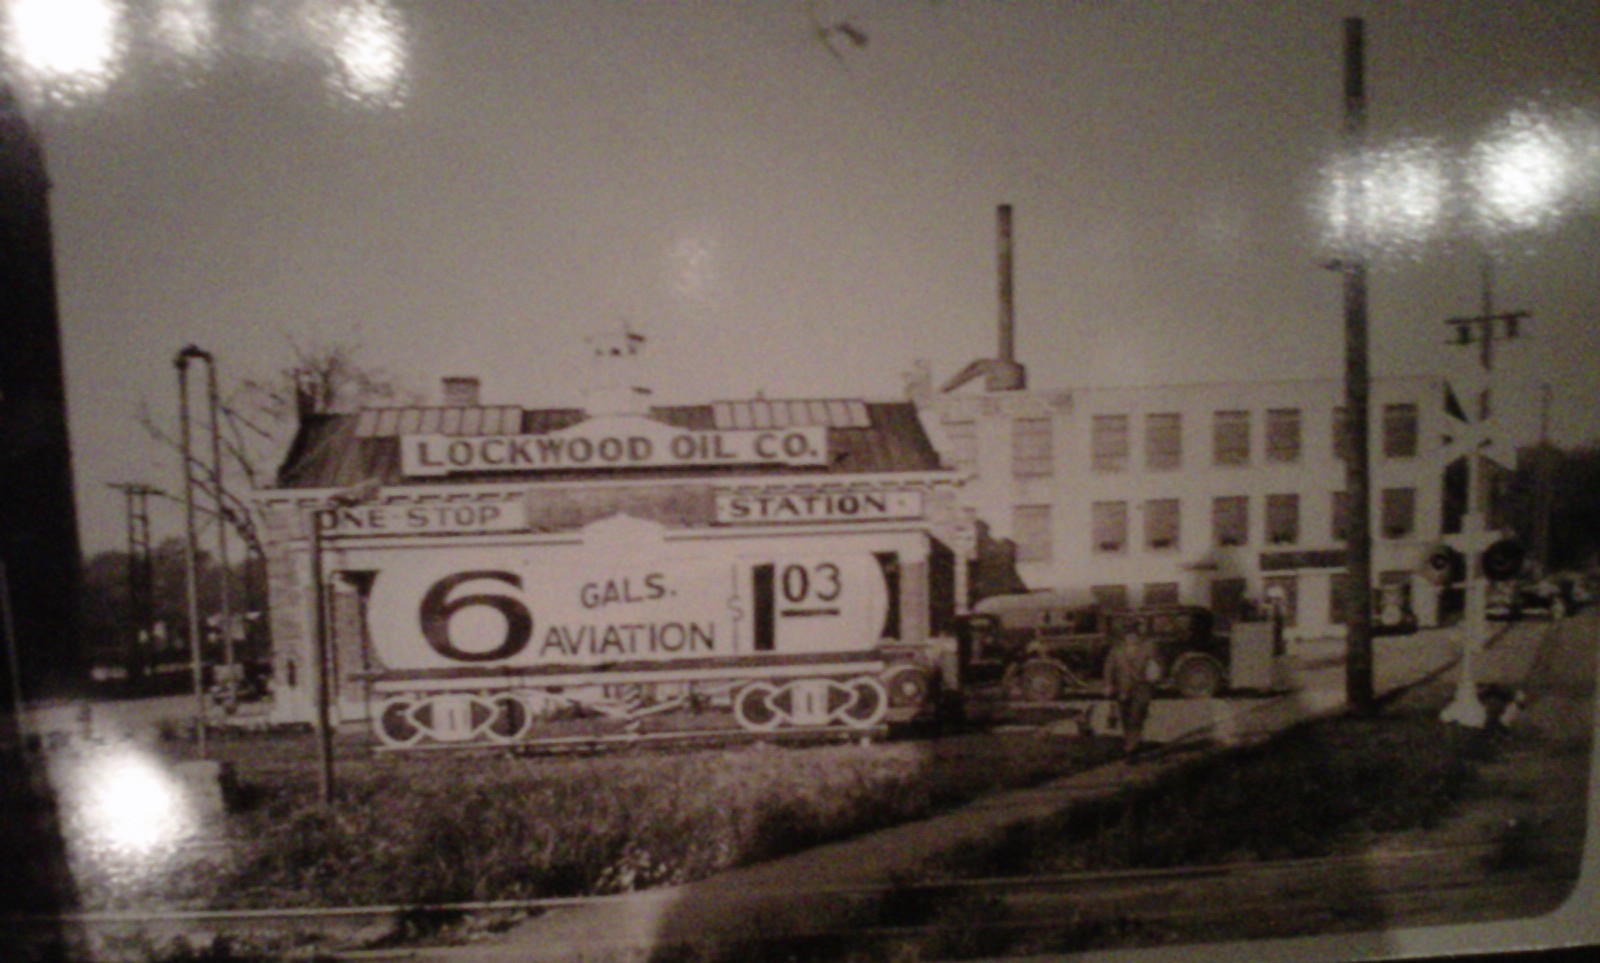 LOCKWOOD OIL CO.
ONE-STOP STATION
6 GALS. AVIATION $1.03